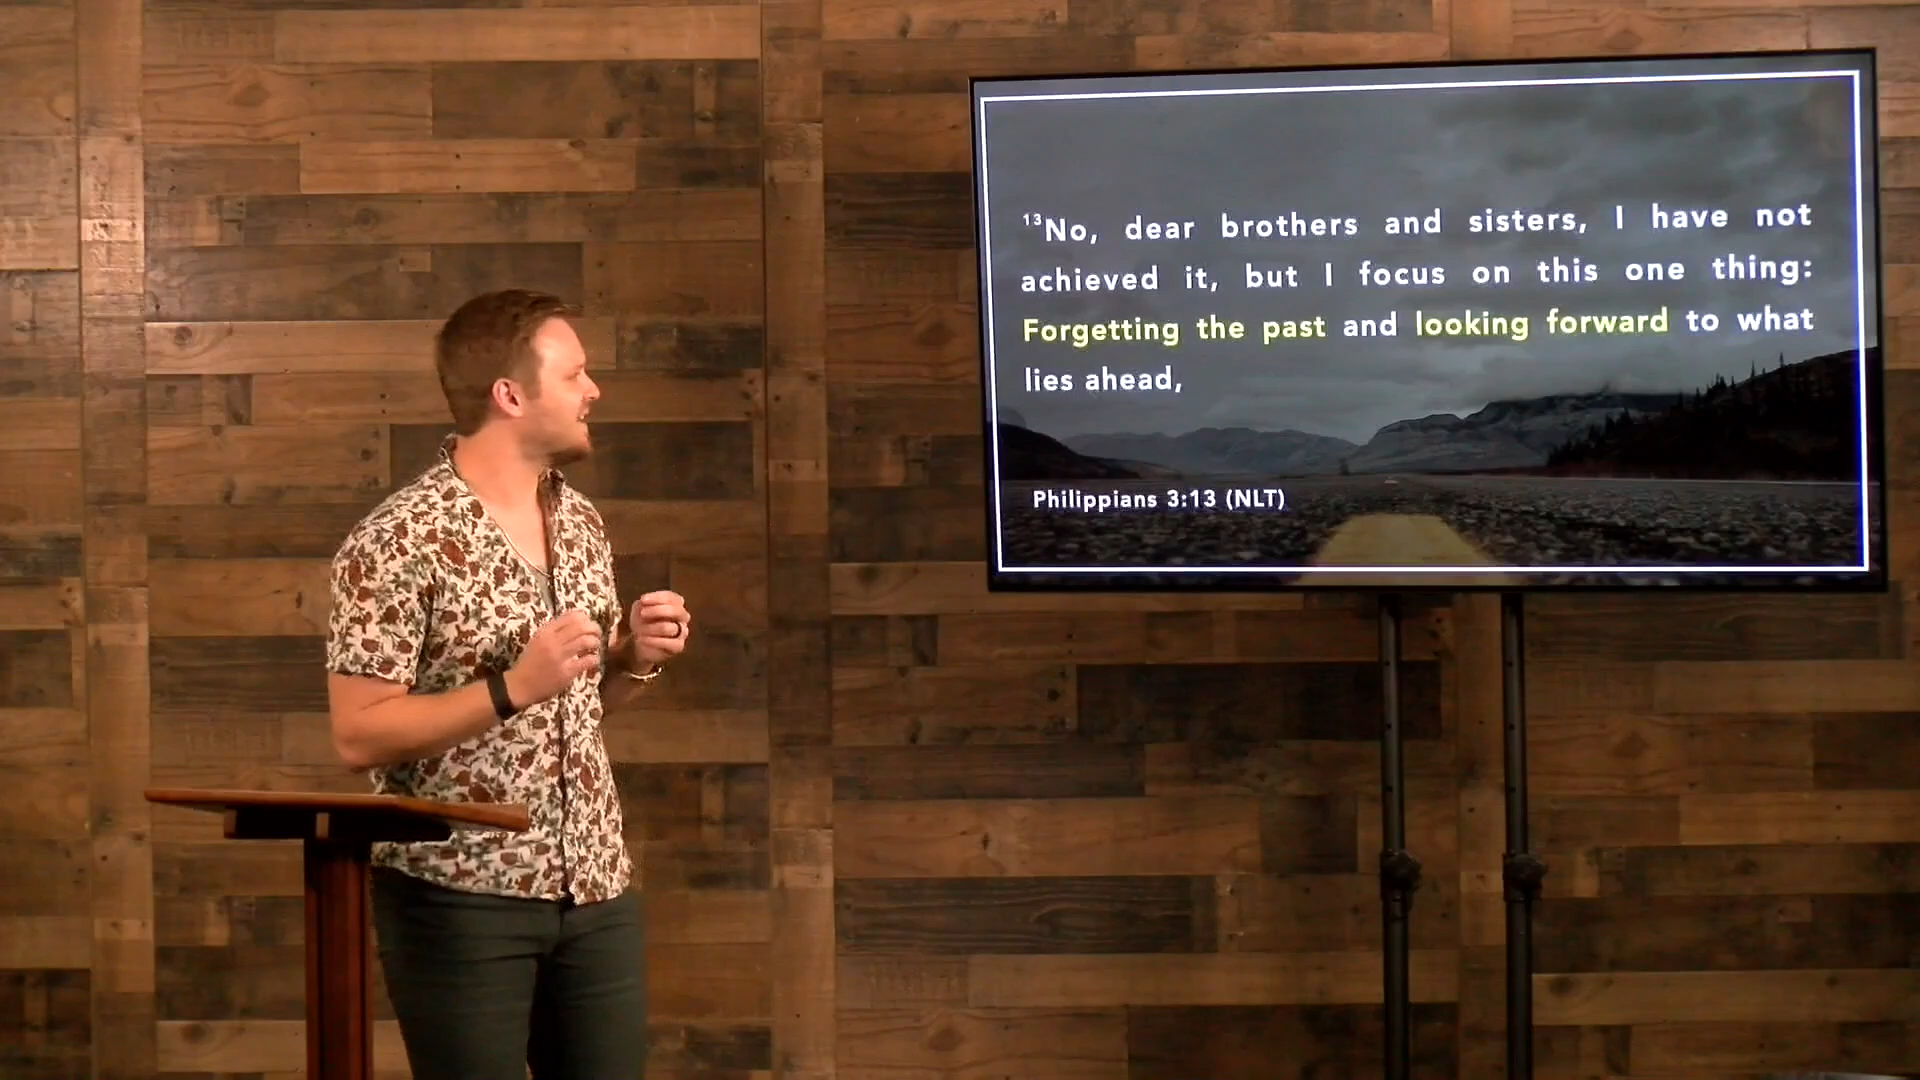 ¹³No, dear brothers and sisters, I have not
achieved it, but I focus on this one thing:
Forgetting the past and looking forward to what
lies ahead,
Philippians 3:13 (NLT)